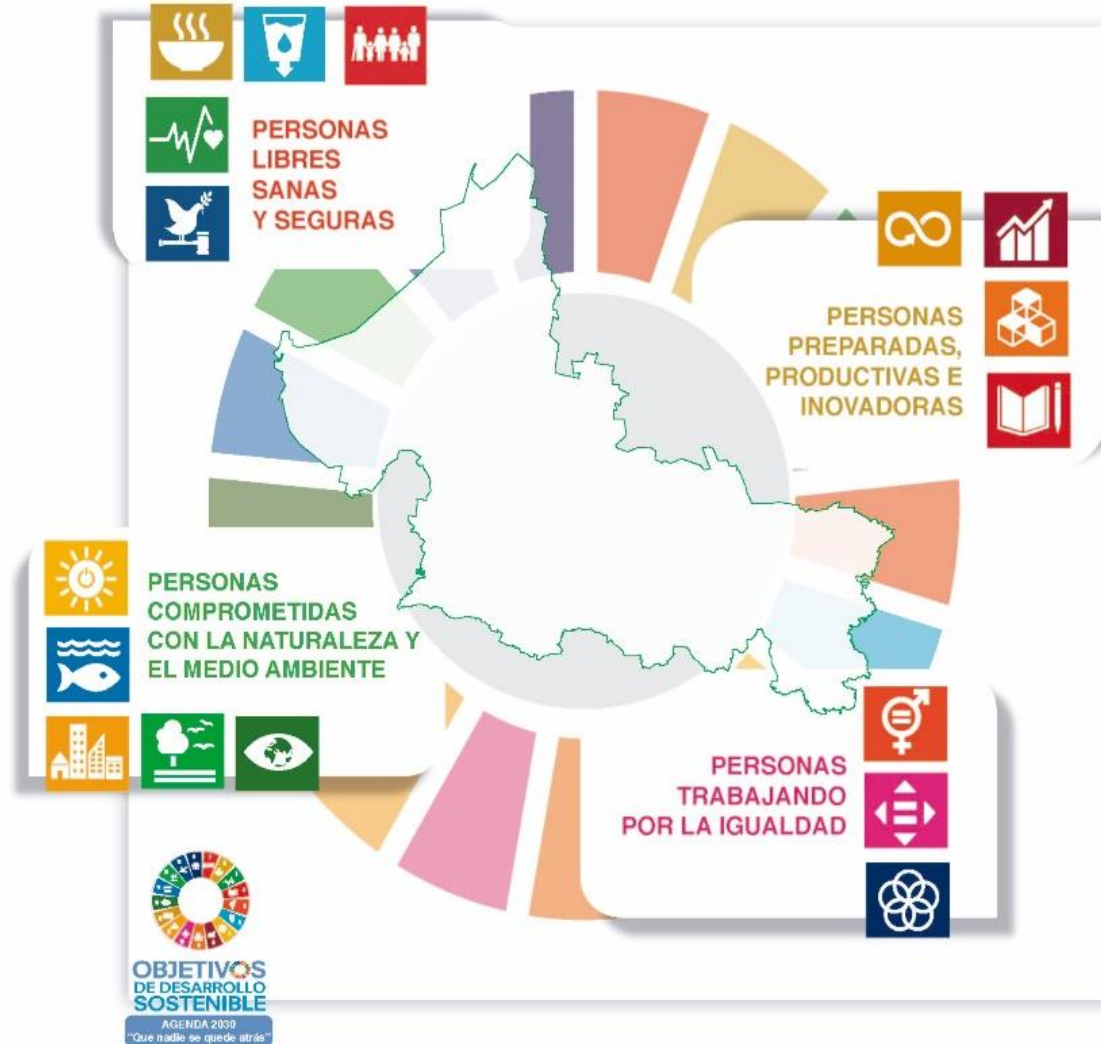 PERSONAS
LIBRES
SANAS
Y SEGURAS
PERSONAS
PREPARADAS,
PRODUCTIVAS E
INOVADORAS
PERSONAS
COMPROMETIDAS
CON LA NATURALEZA Y
EL MEDIO AMBIENTE
PERSONAS
TRABAJANDO
POR LA IGUALDAD
OBJETIVOS
DE DESARROLLO
SOSTENIBLE
AGENDA 2030
"Que nadie se quede atrás"